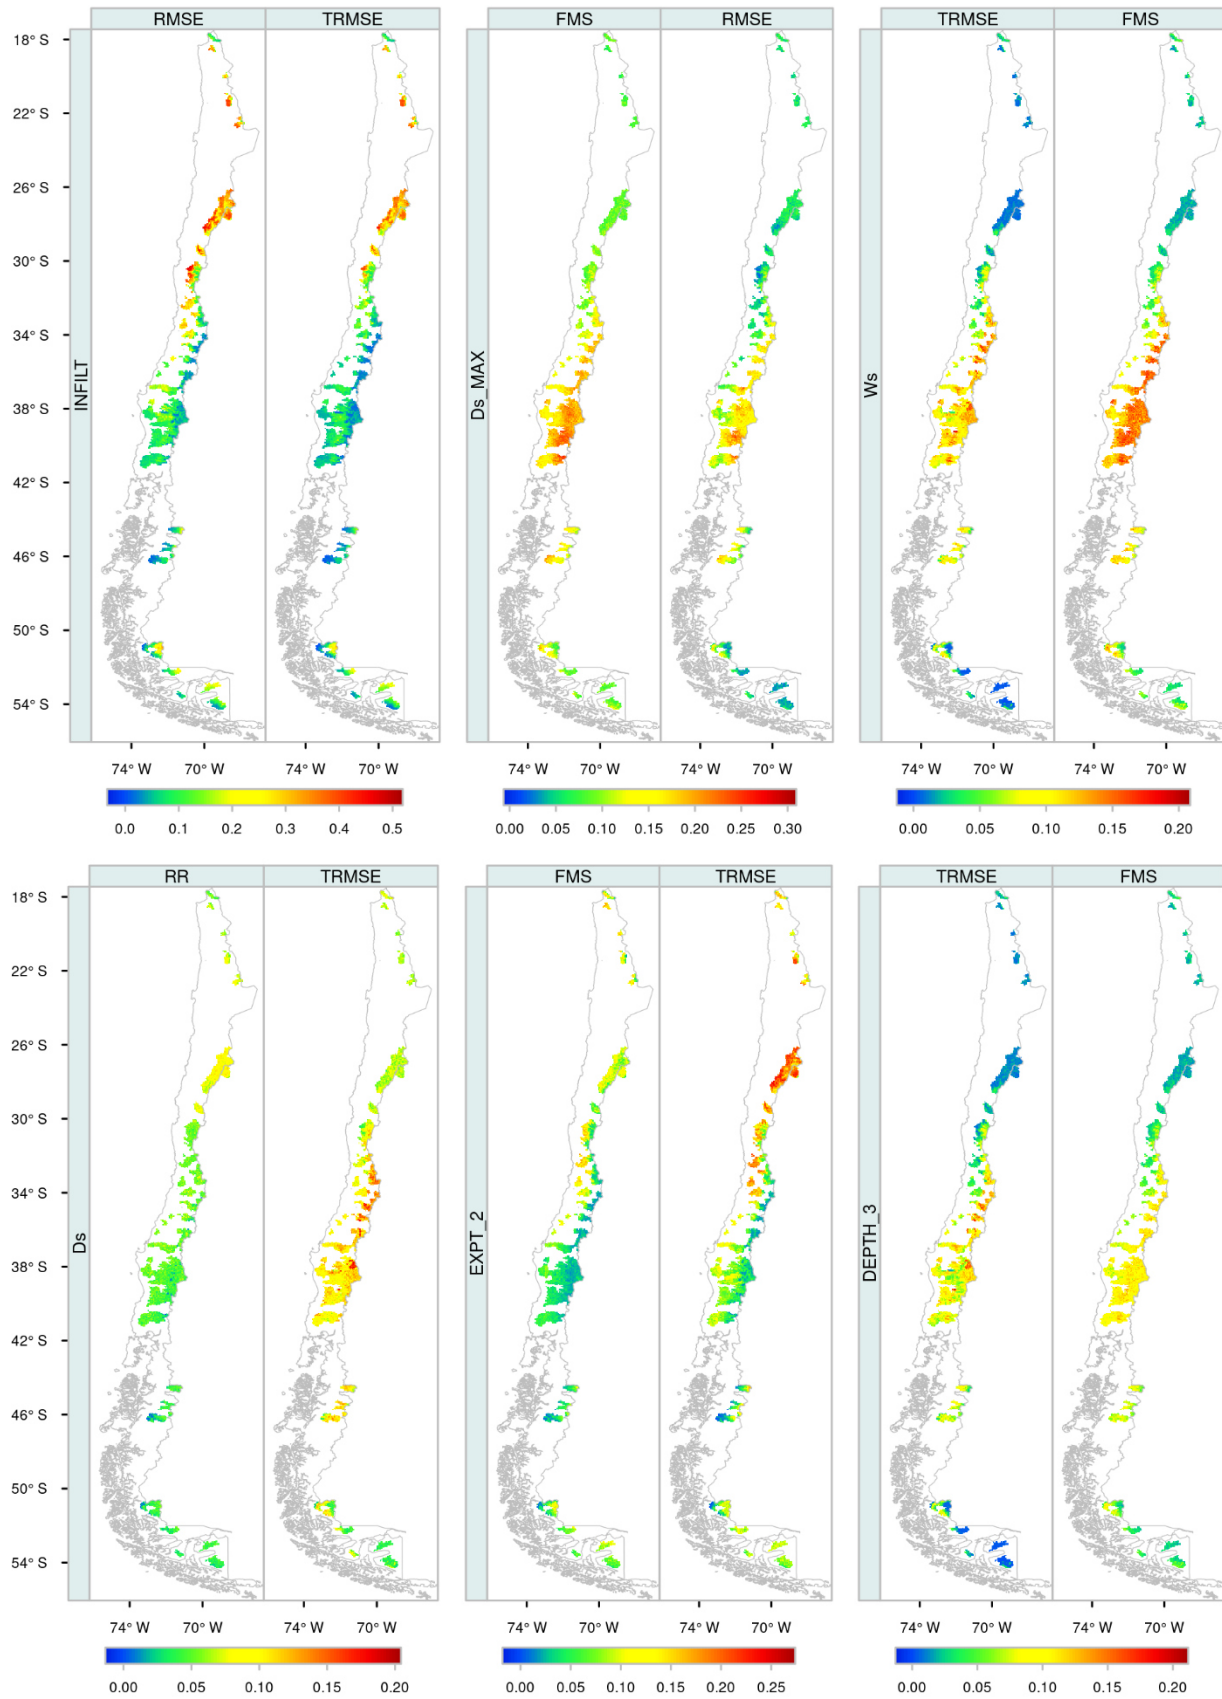 RMSE TRMSE FMS RMSE TRMSE FMS
18° S
22° S
26° S
30° S
34° S
38° S
42° S
46° S
50° S
54° S
INFILT
Ds_MAX
Ws
74° W 70° W 74° W 70° W 74° W 70° W 74° W 70° W 74° W 70° W 74° W 70° W
0.0 0.1 0.2 0.3 0.4 0.5 0.00 0.05 0.10 0.15 0.20 0.25 0.30 0.00 0.05 0.10 0.15 0.20
RR TRMSE FMS TRMSE TRMSE FMS
18° S
22° S
26° S
30° S
34° S
38° S
42° S
46° S
50° S
54° S
Ds
EXPT_2
DEPTH_3
74° W 70° W 74° W 70° W 74° W 70° W 74° W 70° W 74° W 70° W 74° W 70° W
0.00 0.05 0.10 0.15 0.20 0.00 0.05 0.10 0.15 0.20 0.25 0.00 0.05 0.10 0.15 0.20